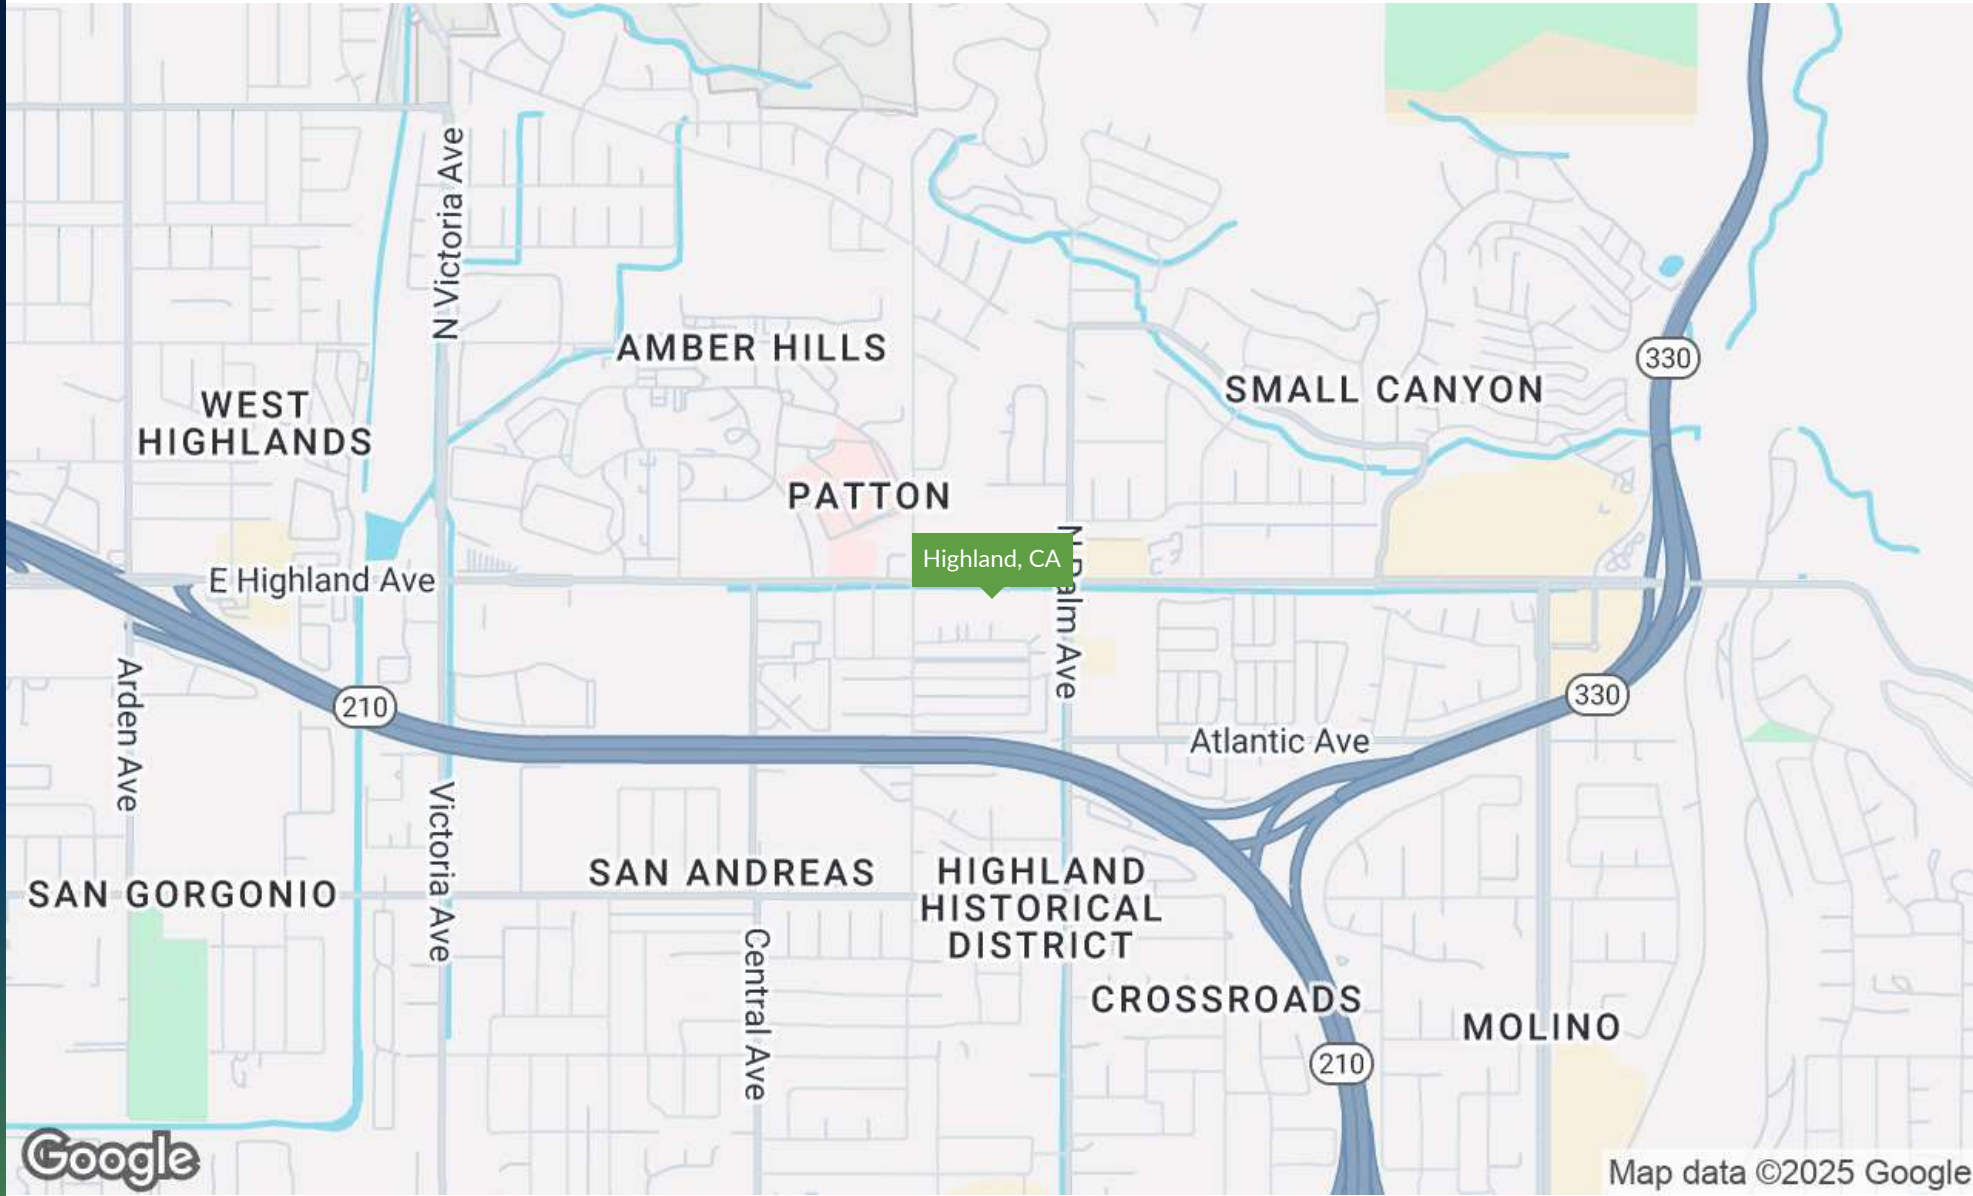 N Victoria Ave
AMBER HILLS
330
SMALL CANYON
WEST
HIGHLANDS
PATTON
Highland, CA
N Palm Ave
E Highland Ave
Arden Ave
210
330
Atlantic Ave
Victoria Ave
SAN ANDREAS
HIGHLAND
HISTORICAL
DISTRICT
SAN GORGONIO
Central Ave
CROSSROADS
MOLINO
210
Google
Map data ©2025 Google